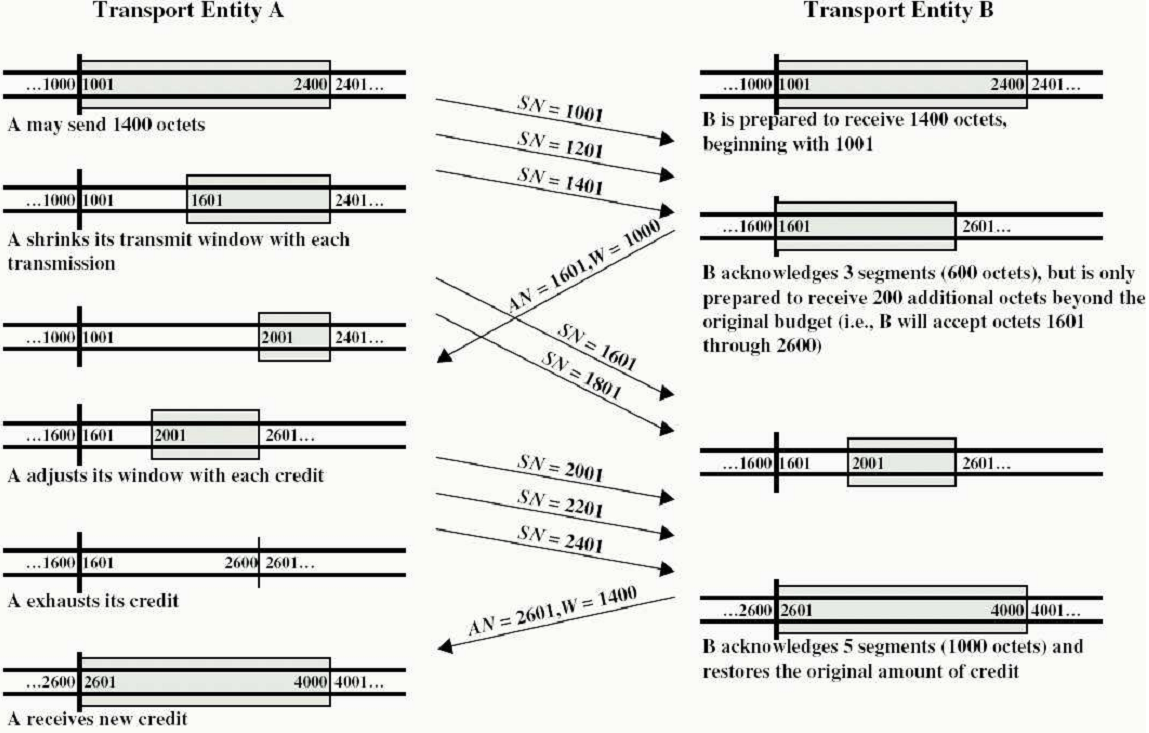 Transport Entity A
Transport Entity B
...1000 1001 2400 2401...
A may send 1400 octets
SN = 1001
SN = 1201
SN = 1401
...1000 1001 2400 2401...
B is prepared to receive 1400 octets,
beginning with 1001
...1000 1001 1601 2401...
A shrinks its transmit window with each
transmission
AN = 1601,W = 1000
...1600 1601 2601...
B acknowledges 3 segments (600 octets), but is only
prepared to receive 200 additional octets beyond the
original budget (i.e., B will accept octets 1601
through 2600)
...1000 1001 2001 2401...
SN = 1601
SN = 1801
...1600 1601 2001 2601...
A adjusts its window with each credit
...1600 1601 2001 2601...
SN = 2001
SN = 2201
SN = 2401
...1600 1601 2600 2601...
A exhausts its credit
AN = 2601,W = 1400
...2600 2601 4000 4001...
B acknowledges 5 segments (1000 octets) and
restores the original amount of credit
...2600 2601 4000 4001...
A receives new credit